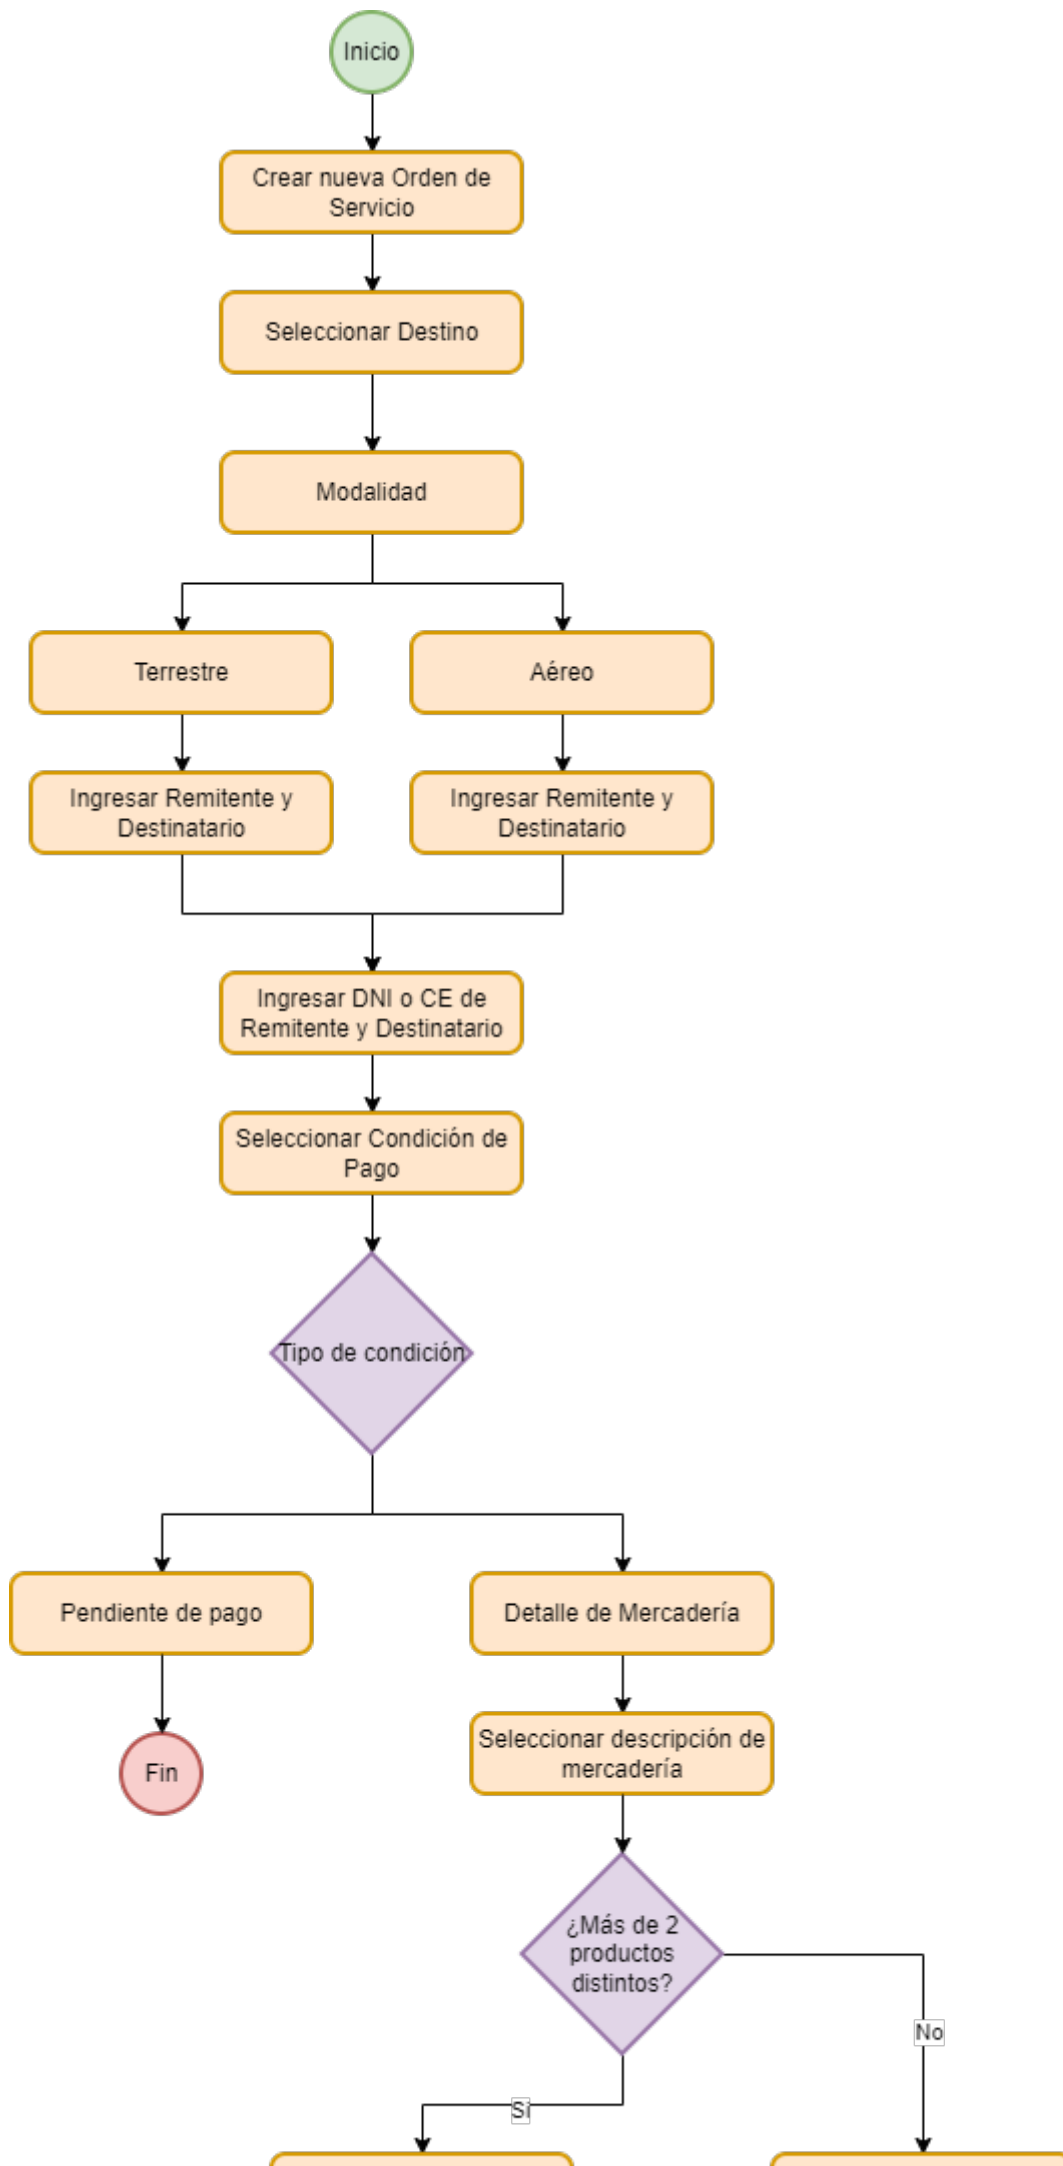 Inicio
Crear nueva Orden de
Servicio
Seleccionar Destino
Modalidad
Terrestre
Aéreo
Ingresar Remitente y
Destinatario
Ingresar Remitente y
Destinatario
Ingresar DNI o CE de
Remitente y Destinatario
Seleccionar Condición de
Pago
Tipo de condición
Pendiente de pago
Detalle de Mercadería
Seleccionar descripción de
mercadería
Fin
¿Más de 2
productos
distintos?
No
Sí